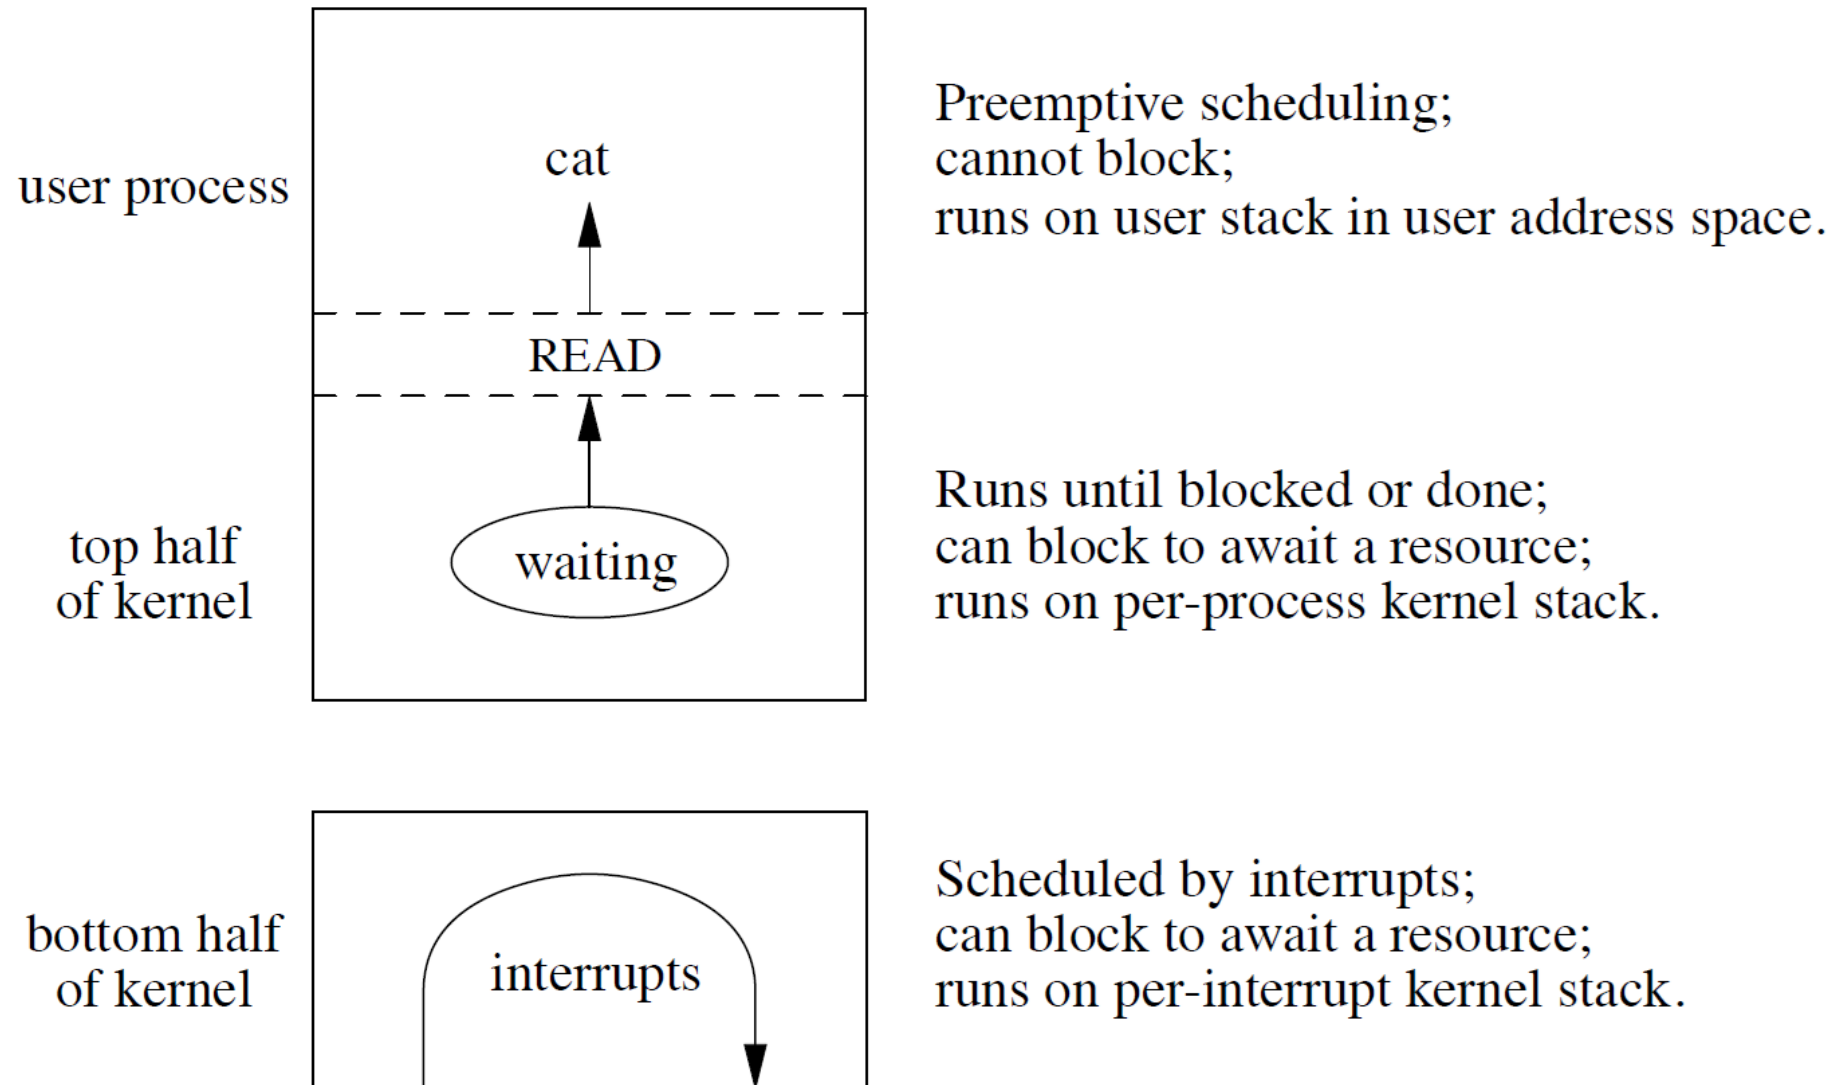 user process
cat
Preemptive scheduling;
cannot block;
runs on user stack in user address space.
READ
top half
of kernel
waiting
Runs until blocked or done;
can block to await a resource;
runs on per-process kernel stack.
bottom half
of kernel
interrupts
Scheduled by interrupts;
can block to await a resource;
runs on per-interrupt kernel stack.